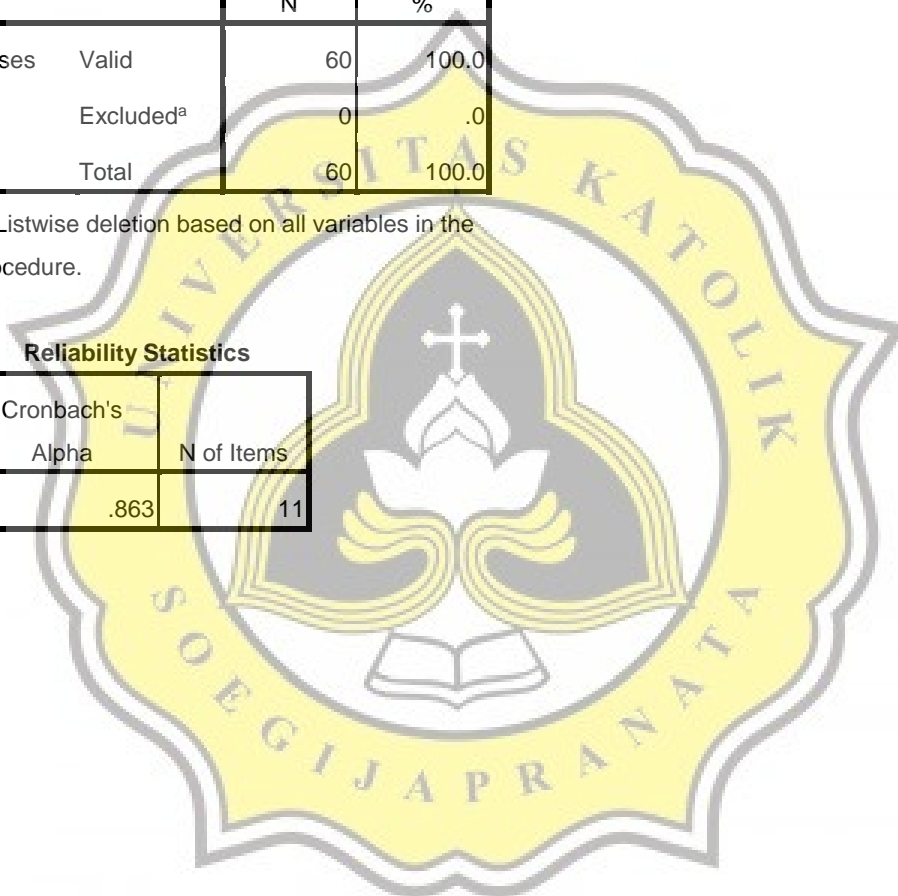 N %
ses Valid 60 100.0
Excludedᵃ 0 .0
Total 60 100.0
Listwise deletion based on all variables in the
ocedure.
Reliability Statistics
Cronbach's
Alpha N of Items
.863 11
UNIVERSITAS KATOLIK
SOEGIJAPRANATA